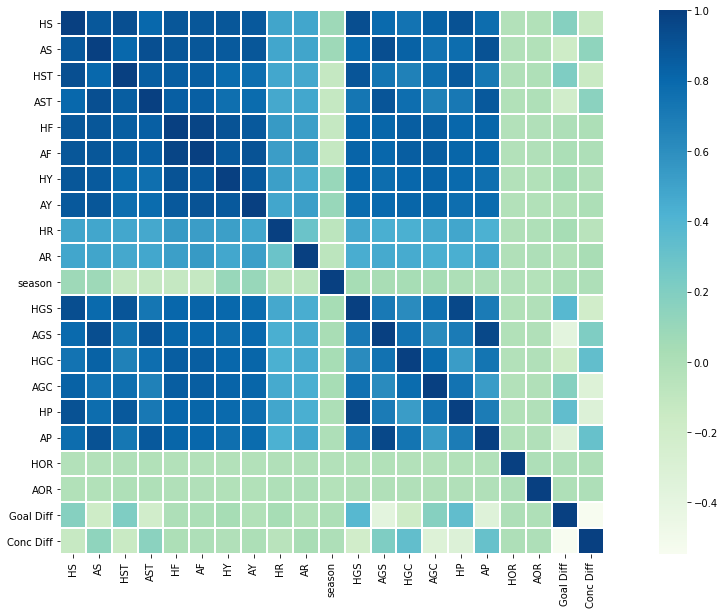 HS
AS
HST
AST
HF
AF
HY
AY
HR
AR
season
HGS
AGS
HGC
AGC
HP
AP
HOR
AOR
Goal Diff
Conc Diff
HS AS HST AST HF AF HY AY HR AR season HGS AGS HGC AGC HP AP HOR AOR Goal Diff Conc Diff
1.0
0.8
0.6
0.4
0.2
0.0
−0.2
−0.4